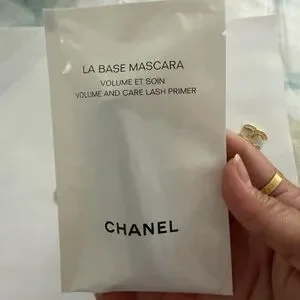 LA BASE MASCARA
VOLUME ET SOIN
VOLUME AND CARE LASH PRIMER
CHANEL